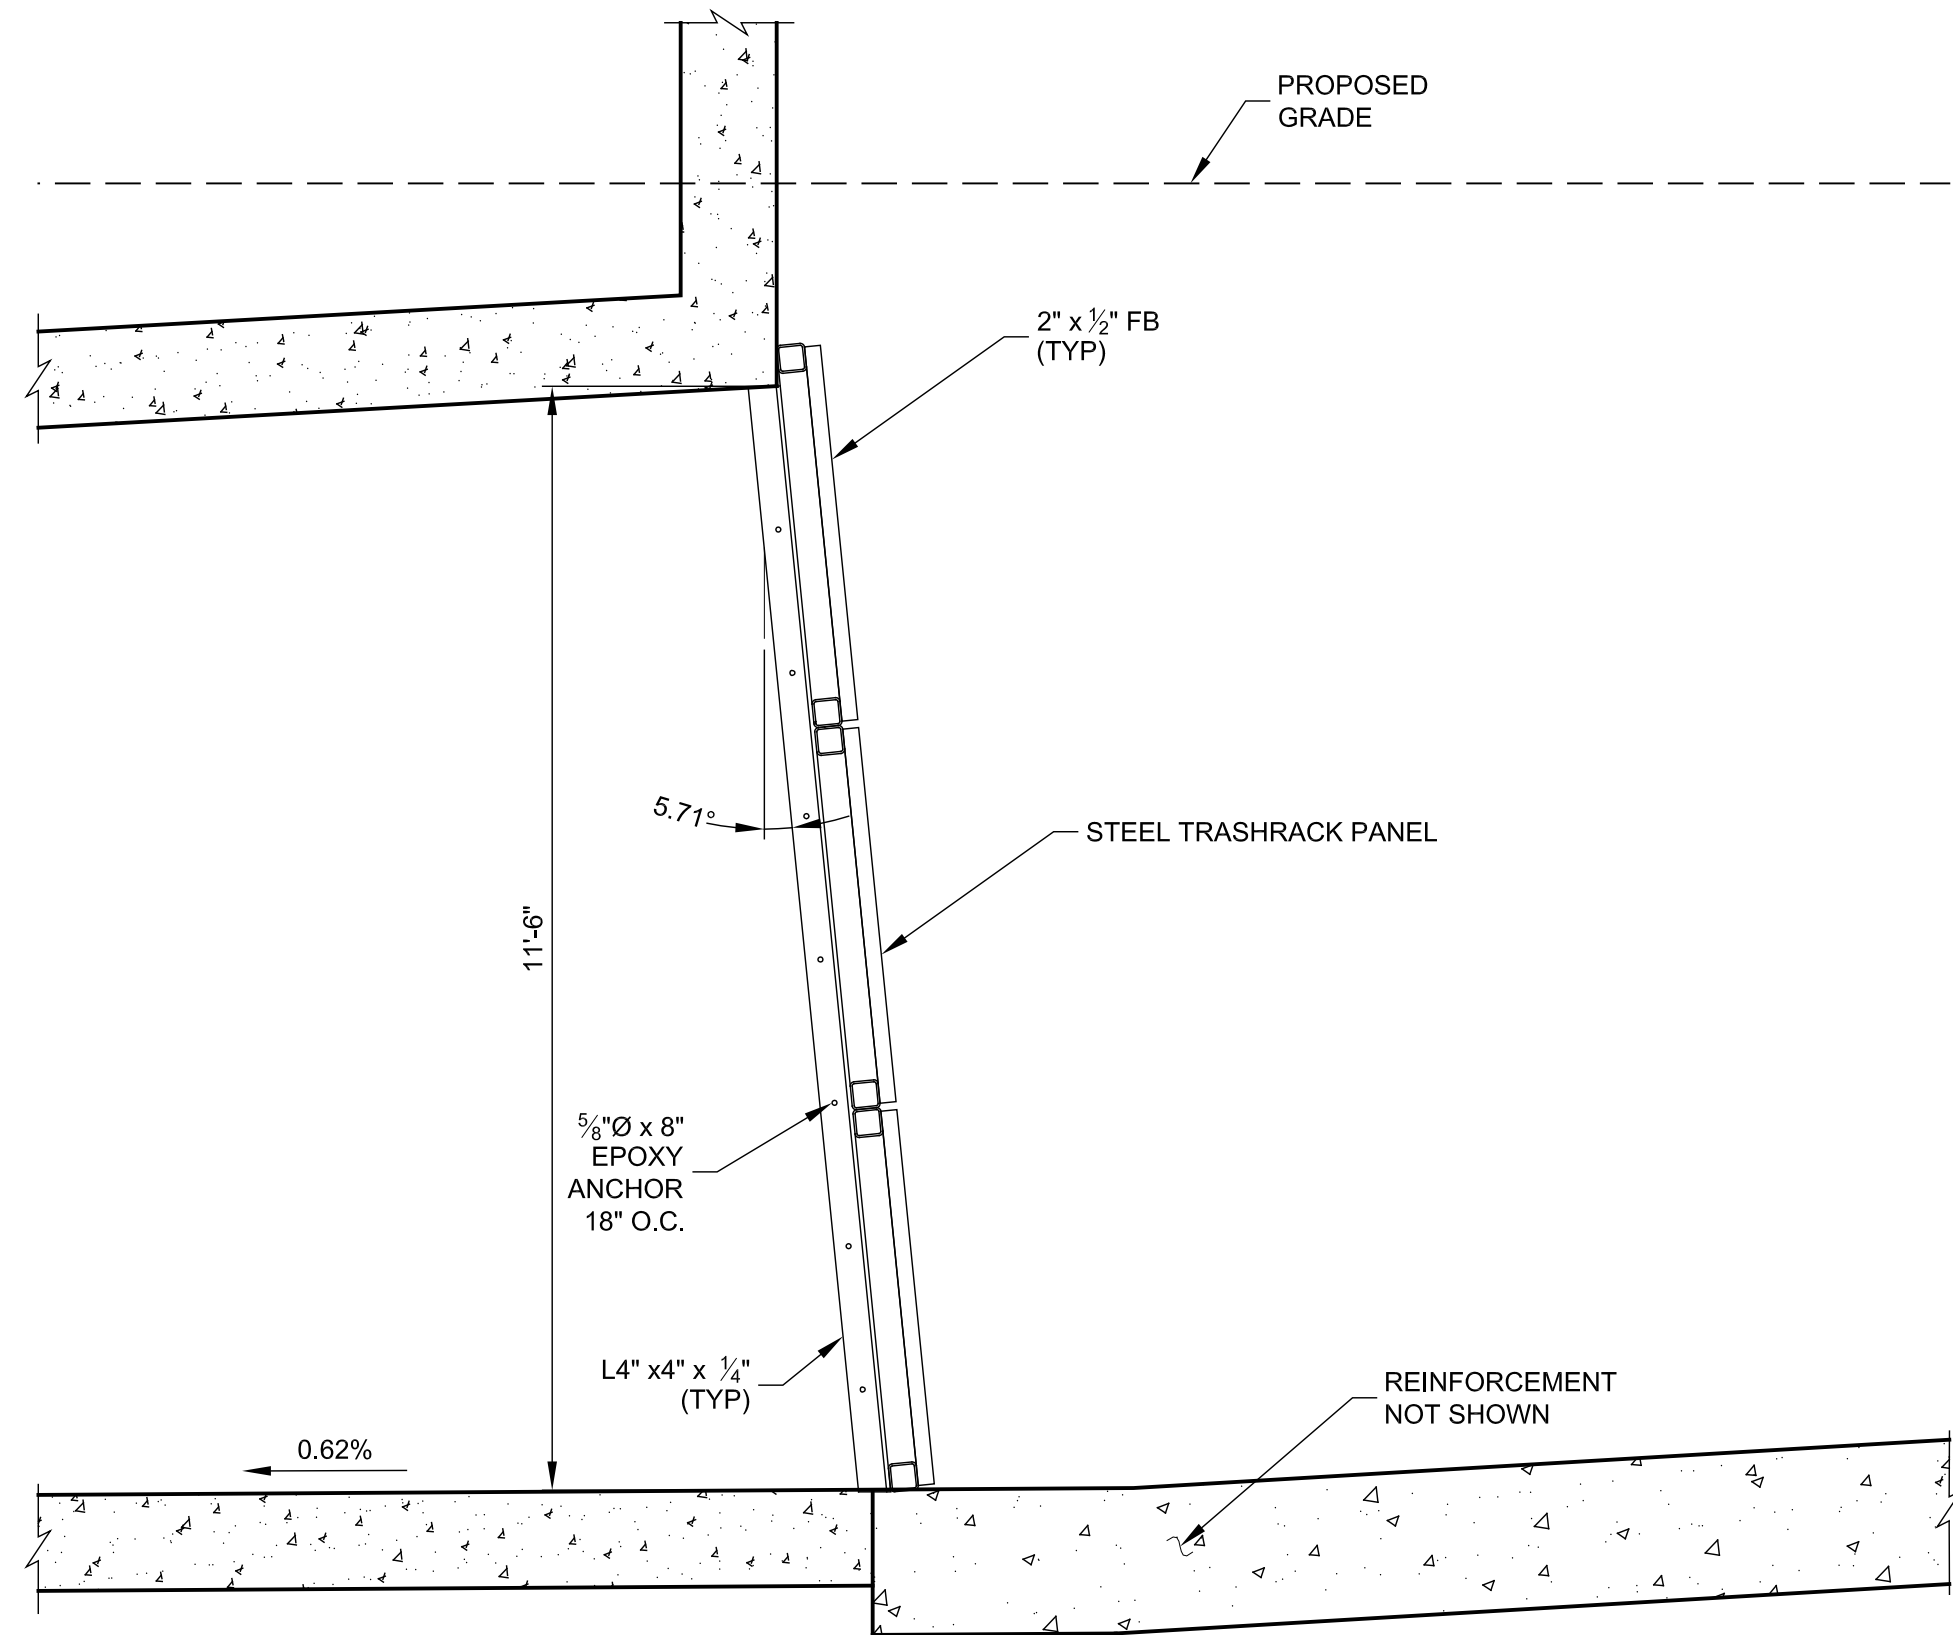 PROPOSED
GRADE
2" x ½" FB
(TYP)
5.71°
STEEL TRASHRACK PANEL
11'-6"
⅝"Ø x 8"
EPOXY
ANCHOR
18" O.C.
L4" x4" x ¼"
(TYP)
REINFORCEMENT
NOT SHOWN
0.62%